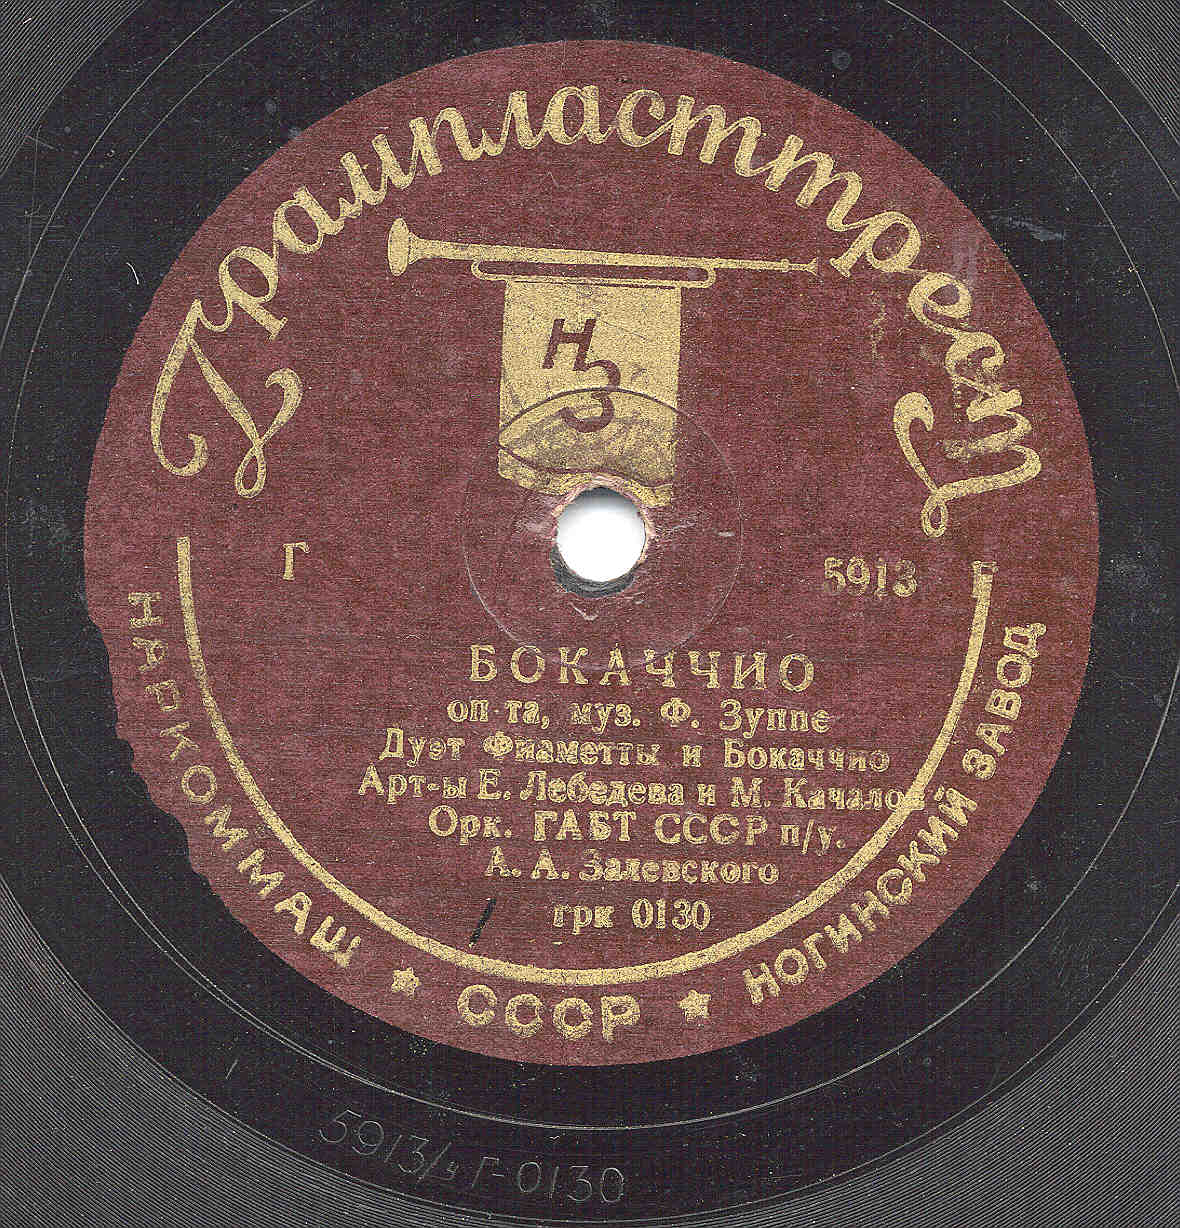 Грампласттрест
НЗ
Г
5913
П
БОКАЧЧИО
оп-та, муз. Ф. Зуппе
Дуэт Фиаметты и Бокаччио
Арт-ы Е. Лебедева и М. Качалов
Орк. ГАБТ СССР п/у.
А. А. Залевского
грк 0130
НАРКОММАШ ★ СССР ★ НОГИНСКИЙ ЗАВОД
5913/4 Г-0130